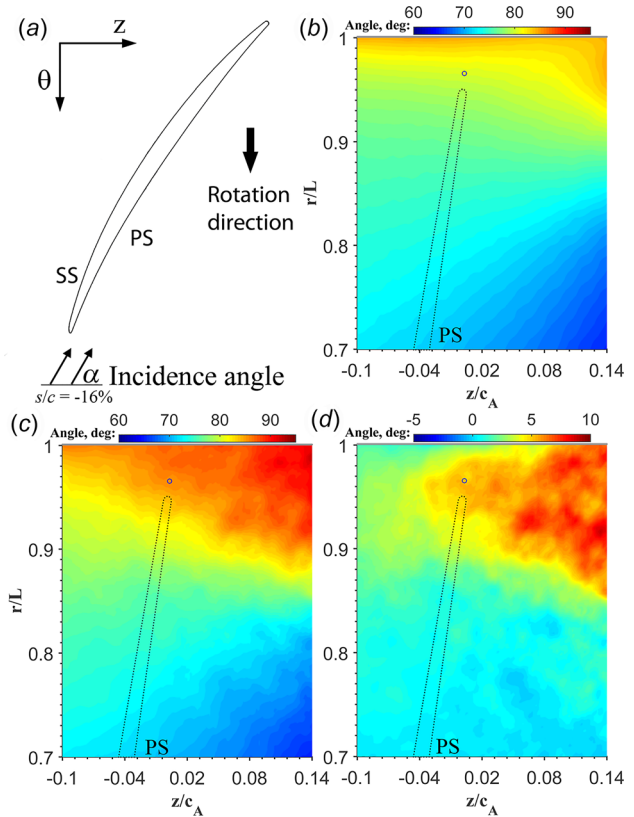 (a)
z
θ
Rotation
direction
PS
SS
α Incidence angle
s/c = -16%
(b)
Angle, deg: 60 70 80 90
1
0.9
0.8
0.7
r/L
PS
-0.1 -0.04 0.02 0.08 0.14
z/cA
(c)
Angle, deg: 60 70 80 90
1
0.9
0.8
0.7
r/L
PS
-0.1 -0.04 0.02 0.08 0.14
z/cA
(d)
Angle, deg: -5 0 5 10
1
0.9
0.8
0.7
PS
-0.1 -0.04 0.02 0.08 0.14
z/cA